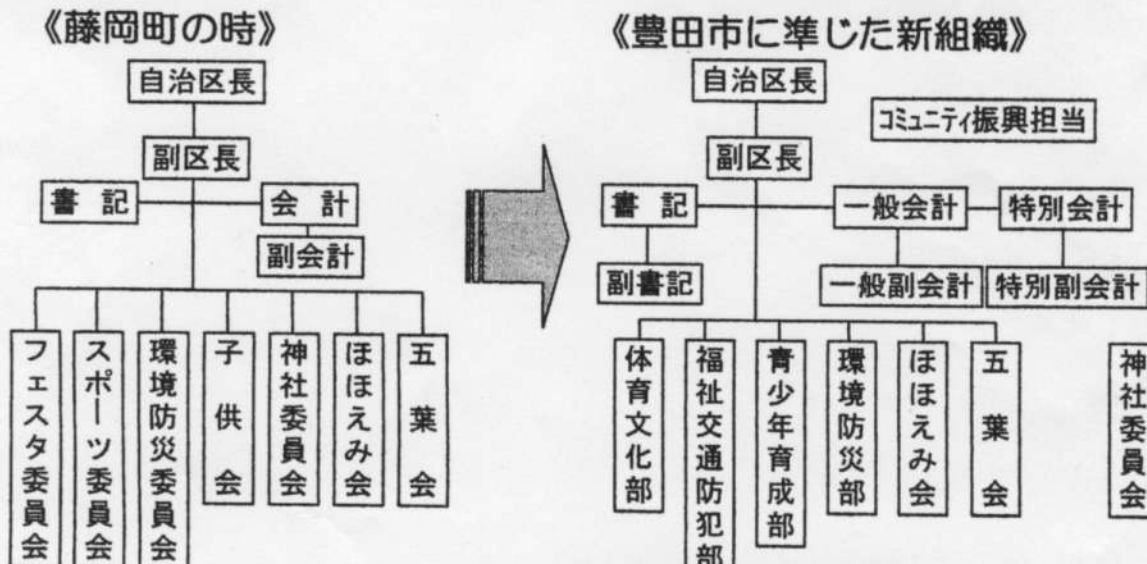 《藤岡町の時》
自治区長
副区長
書記
会計
副会計
フェスタ委員会
スポーツ委員会
環境防災委員会
子供会
神社委員会
ほほえみ会
五葉会
《豊田市に準じた新組織》
自治区長
コミュニティ振興担当
副区長
書記
一般会計
特別会計
副書記
一般副会計
特別副会計
体育文化部
福祉交通防犯部
青少年育成部
環境防災部
ほほえみ会
五葉会
神社委員会